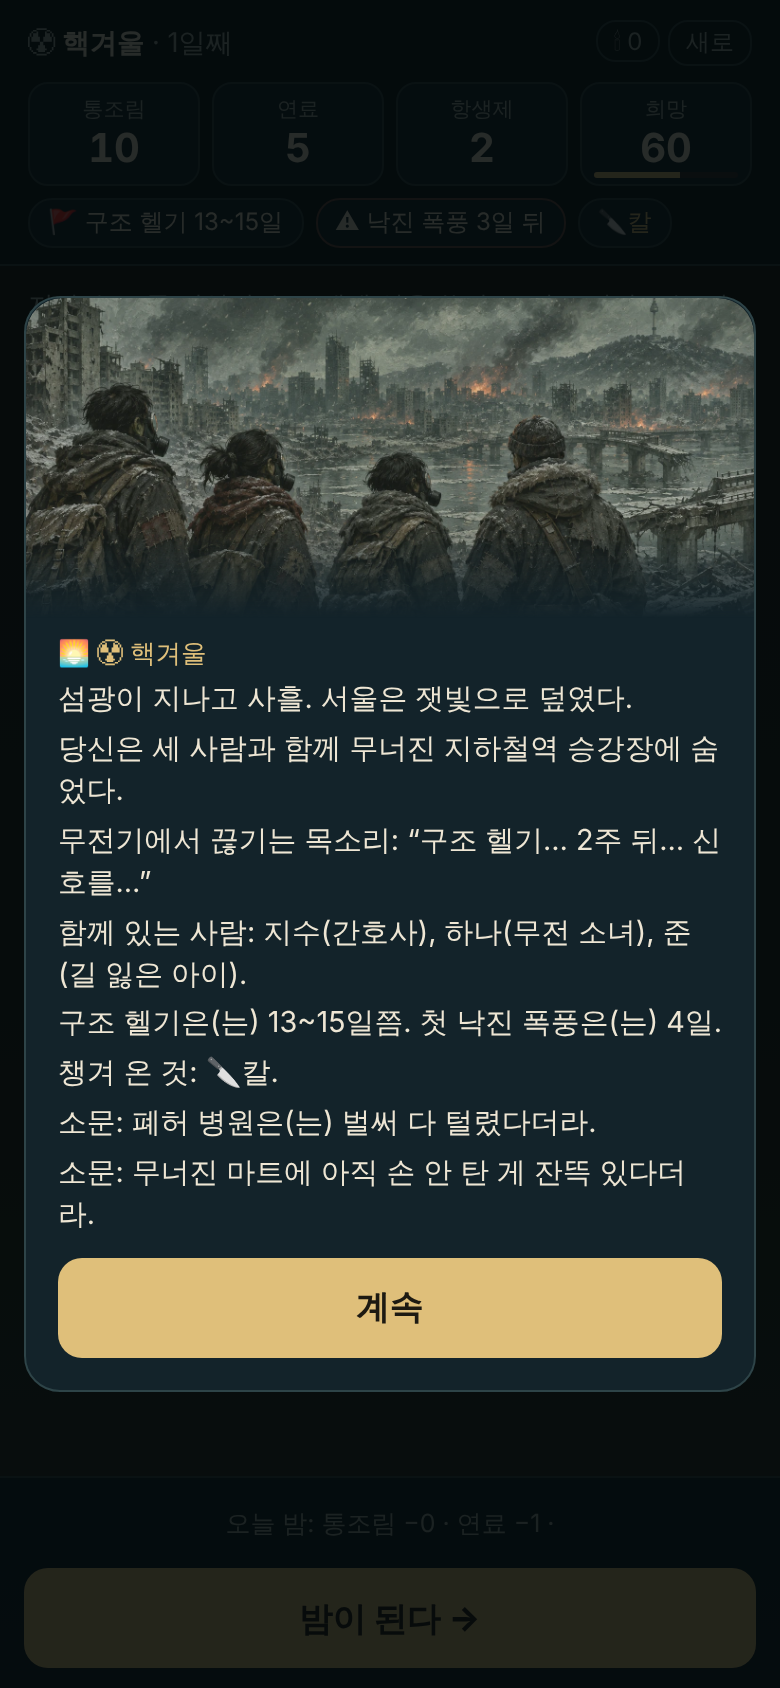 ☢ 핵겨울 · 1일째
0
새로
통조림
연료
항생제
희망
10
5
2
60
🚩 구조 헬기 13~15일
⚠ 낙진 폭풍 3일 뒤
🔪칼
🌅 ☢ 핵겨울
섬광이 지나고 사흘. 서울은 잿빛으로 덮였다.
당신은 세 사람과 함께 무너진 지하철역 승강장에 숨
었다.
무전기에서 끊기는 목소리: “구조 헬기… 2주 뒤… 신
호를…”
함께 있는 사람: 지수(간호사), 하나(무전 소녀), 준
(길 잃은 아이).
구조 헬기은(는) 13~15일쯤. 첫 낙진 폭풍은(는) 4일.
챙겨 온 것: 🔪칼.
소문: 폐허 병원은(는) 벌써 다 털렸다더라.
소문: 무너진 마트에 아직 손 안 탄 게 잔뜩 있다더
라.
계속
오늘 밤: 통조림 −0 · 연료 −1 ·
밤이 된다 →